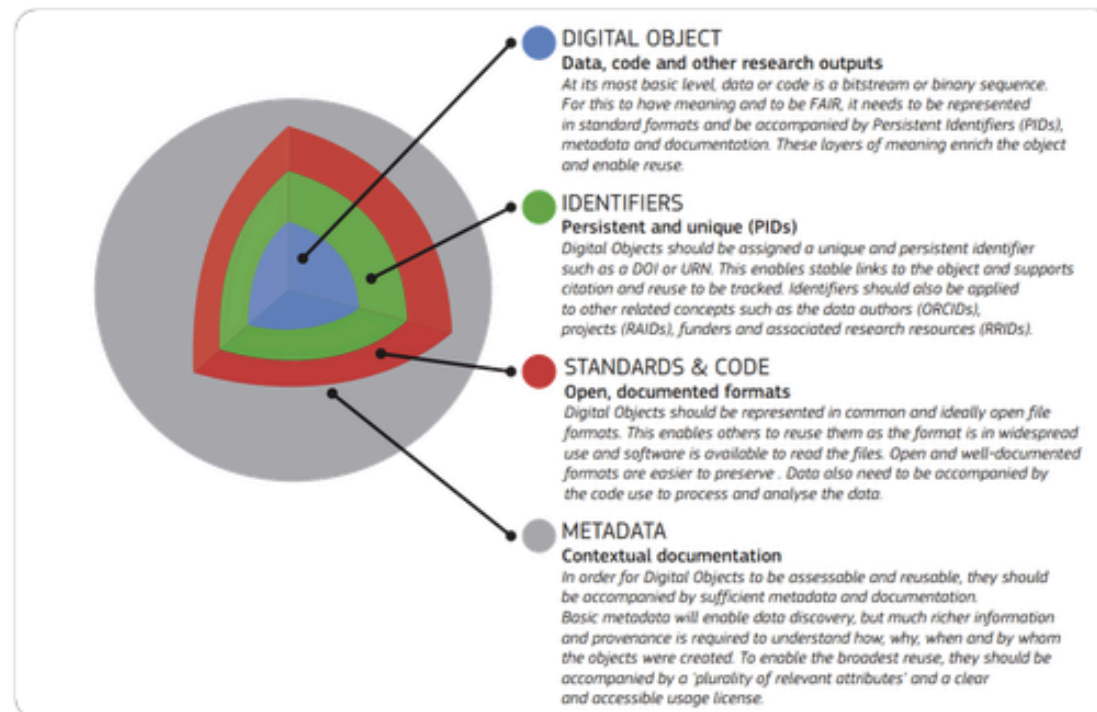 DIGITAL OBJECT
Data, code and other research outputs
At its most basic level, data or code is a bitstream or binary sequence.
For this to have meaning and to be FAIR, it needs to be represented
in standard formats and be accompanied by Persistent Identifiers (PIDs),
metadata and documentation. These layers of meaning enrich the object
and enable reuse.
IDENTIFIERS
Persistent and unique (PIDs)
Digital Objects should be assigned a unique and persistent identifier
such as a DOI or URN. This enables stable links to the object and supports
citation and reuse to be tracked. Identifiers should also be applied
to other related concepts such as the data authors (ORCIDs),
projects (RAIDs), funders and associated research resources (RRIDs).
STANDARDS & CODE
Open, documented formats
Digital Objects should be represented in common and ideally open file
formats. This enables others to reuse them as the format is in widespread
use and software is available to read the files. Open and well-documented
formats are easier to preserve . Data also need to be accompanied by
the code use to process and analyse the data.
METADATA
Contextual documentation
In order for Digital Objects to be assessable and reusable, they should
be accompanied by sufficient metadata and documentation.
Basic metadata will enable data discovery, but much richer information
and provenance is required to understand how, why, when and by whom
the objects were created. To enable the broadest reuse, they should be
accompanied by a 'plurality of relevant attributes' and a clear
and accessible usage license.